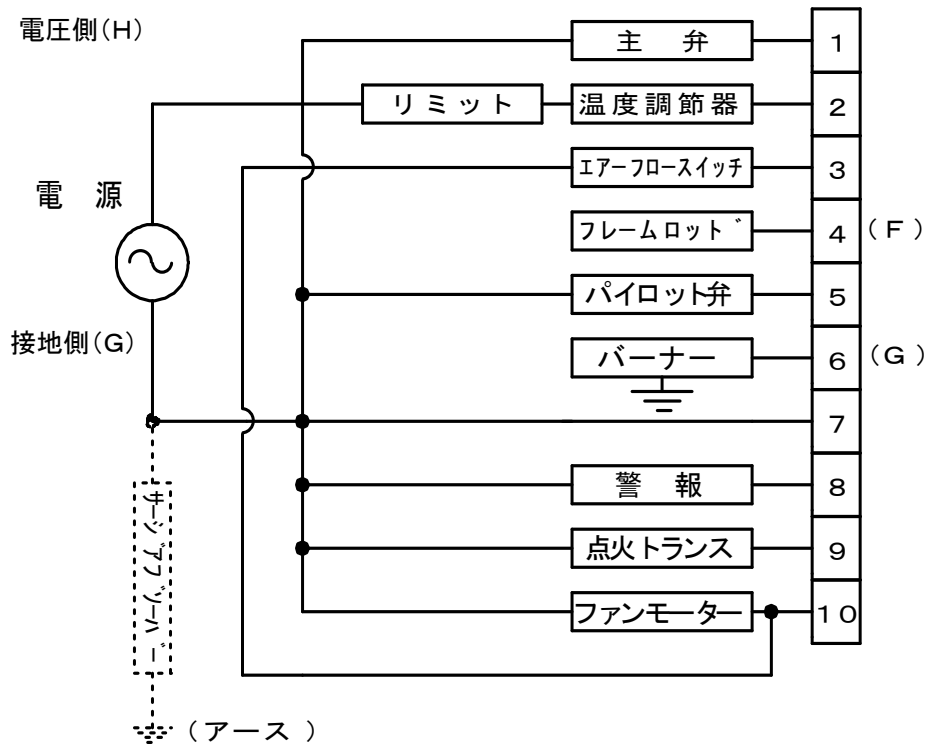 電圧側(H)
主 弁 1
リミット 温度調節器 2
エアーフロースイッチ 3
電 源
フレームロッド 4 (F)
パイロット弁 5
接地側(G)
バーナー 6 (G)
7
警 報 8
サージアブソーバー
点火トランス 9
ファンモーター 10
(アース)